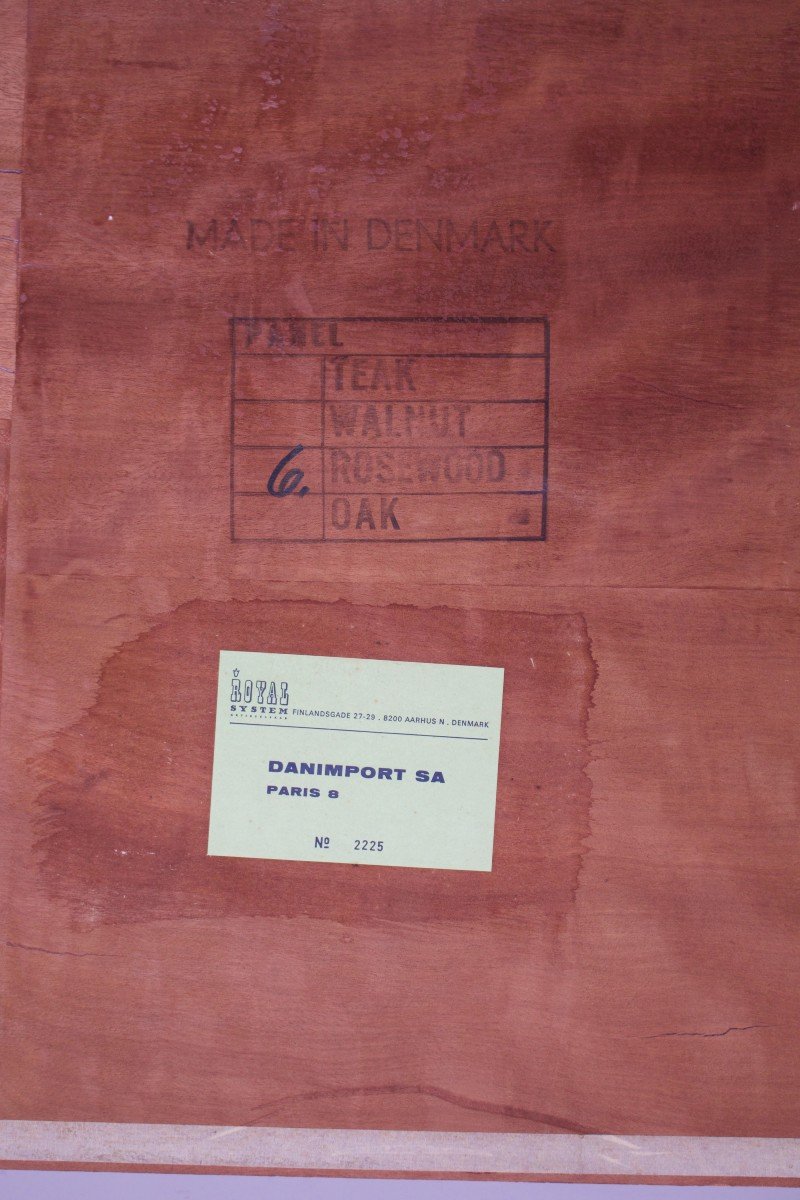 MADE IN DENMARK
PANEL
TEAK
WALNUT
6. ROSEWOOD
OAK
ROYAL
SYSTEM FINLANDSGADE 27-29 . 8200 AARHUS N . DENMARK
DANIMPORT SA
PARIS 8
Nº 2225